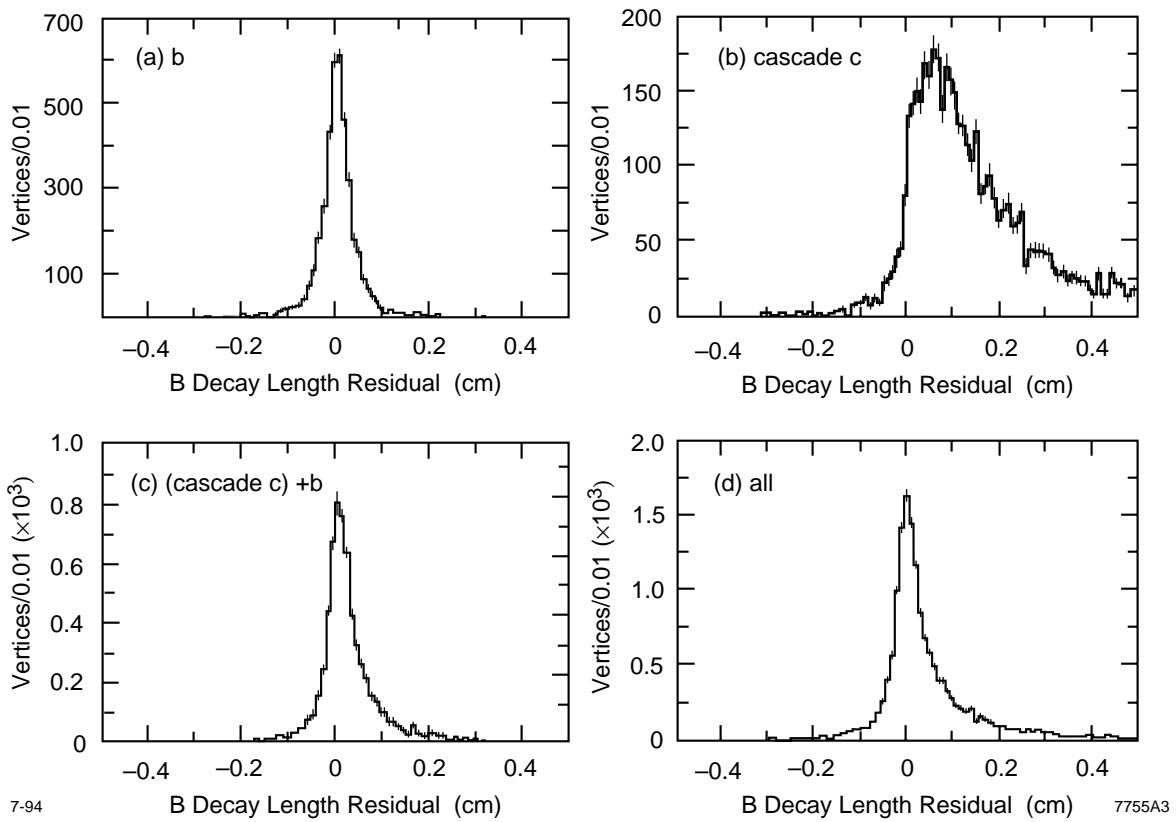 (a) b
Vertices/0.01
700
500
300
100
−0.4 −0.2 0 0.2 0.4
B Decay Length Residual (cm)
(b) cascade c
Vertices/0.01
200
150
100
50
0
−0.4 −0.2 0 0.2 0.4
B Decay Length Residual (cm)
(c) (cascade c) +b
Vertices/0.01 (×10³)
1.0
0.8
0.6
0.4
0.2
0
−0.4 −0.2 0 0.2 0.4
B Decay Length Residual (cm)
(d) all
Vertices/0.01 (×10³)
2.0
1.5
1.0
0.5
0
−0.4 −0.2 0 0.2 0.4
B Decay Length Residual (cm)
7-94
7755A3